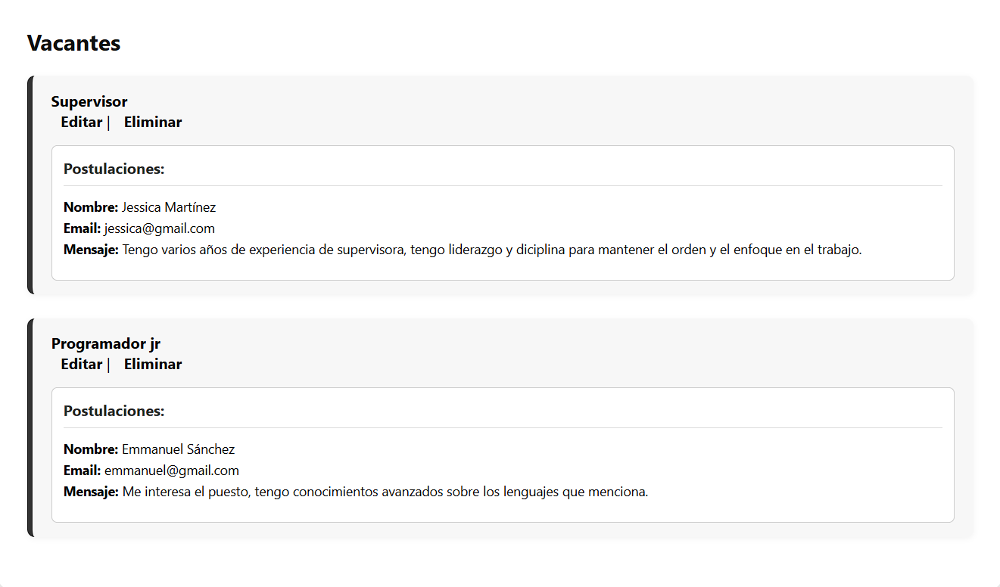 Vacantes
Supervisor
Editar | Eliminar
Postulaciones:
Nombre: Jessica Martínez
Email: jessica@gmail.com
Mensaje: Tengo varios años de experiencia de supervisora, tengo liderazgo y diciplina para mantener el orden y el enfoque en el trabajo.
Programador jr
Editar | Eliminar
Postulaciones:
Nombre: Emmanuel Sánchez
Email: emmanuel@gmail.com
Mensaje: Me interesa el puesto, tengo conocimientos avanzados sobre los lenguajes que menciona.